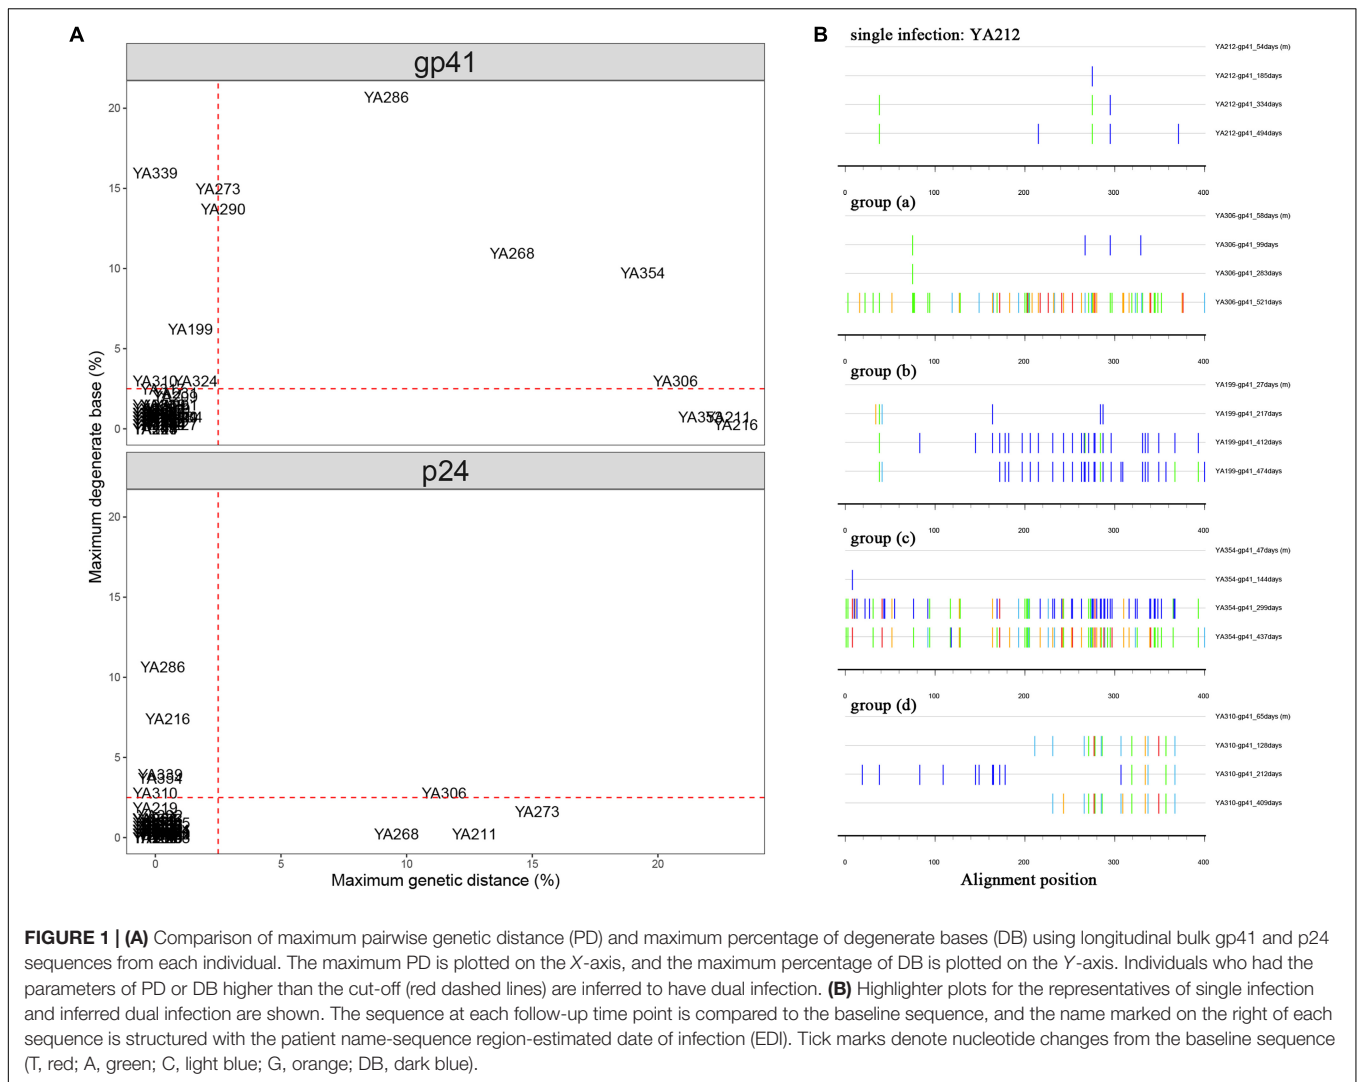 A
gp41
20
15
10
5
0
YA286
YA339
YA273
YA290
YA268
YA354
YA199
YA310
YA324
YA306
YA211
YA216
p24
20
15
10
5
0
YA286
YA216
YA339
YA354
YA310
YA306
YA219
YA273
YA268
YA211
0 5 10 15 20
Maximum genetic distance (%)
Maximum degenerate base (%)
B
single infection: YA212
YA212-gp41_54days (m)
YA212-gp41_185days
YA212-gp41_334days
YA212-gp41_494days
0 100 200 300 400
group (a)
YA306-gp41_58days (m)
YA306-gp41_99days
YA306-gp41_283days
YA306-gp41_521days
0 100 200 300 400
group (b)
YA199-gp41_27days (m)
YA199-gp41_217days
YA199-gp41_412days
YA199-gp41_474days
0 100 200 300 400
group (c)
YA354-gp41_47days (m)
YA354-gp41_144days
YA354-gp41_299days
YA354-gp41_437days
0 100 200 300 400
group (d)
YA310-gp41_65days (m)
YA310-gp41_128days
YA310-gp41_212days
YA310-gp41_409days
0 100 200 300 400
Alignment position
FIGURE 1 | (A) Comparison of maximum pairwise genetic distance (PD) and maximum percentage of degenerate bases (DB) using longitudinal bulk gp41 and p24
sequences from each individual. The maximum PD is plotted on the X-axis, and the maximum percentage of DB is plotted on the Y-axis. Individuals who had the
parameters of PD or DB higher than the cut-off (red dashed lines) are inferred to have dual infection. (B) Highlighter plots for the representatives of single infection
and inferred dual infection are shown. The sequence at each follow-up time point is compared to the baseline sequence, and the name marked on the right of each
sequence is structured with the patient name-sequence region-estimated date of infection (EDI). Tick marks denote nucleotide changes from the baseline sequence
(T, red; A, green; C, light blue; G, orange; DB, dark blue).